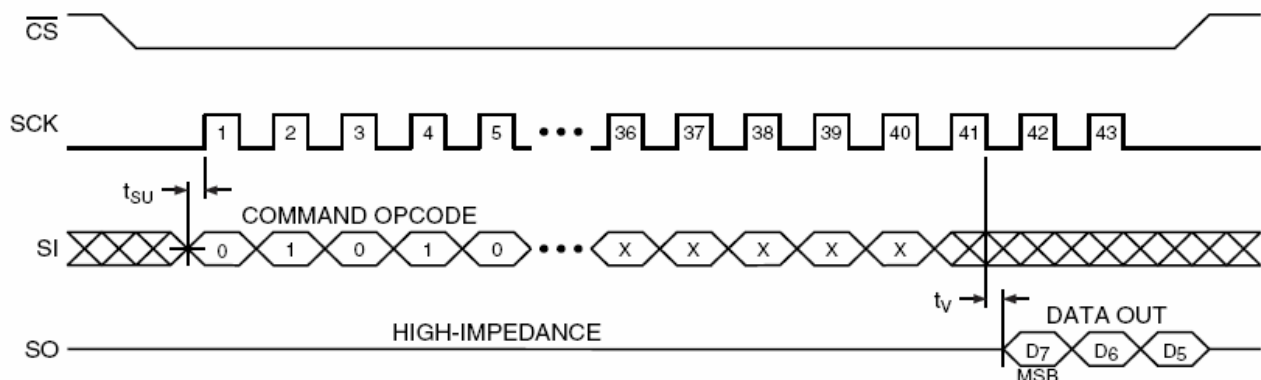 CS
SCK 1 2 3 4 5 ••• 36 37 38 39 40 41 42 43
tSU
COMMAND OPCODE
SI 0 1 0 1 0 ••• X X X X X
tV
DATA OUT
HIGH-IMPEDANCE
SO D7 D6 D5
MSB